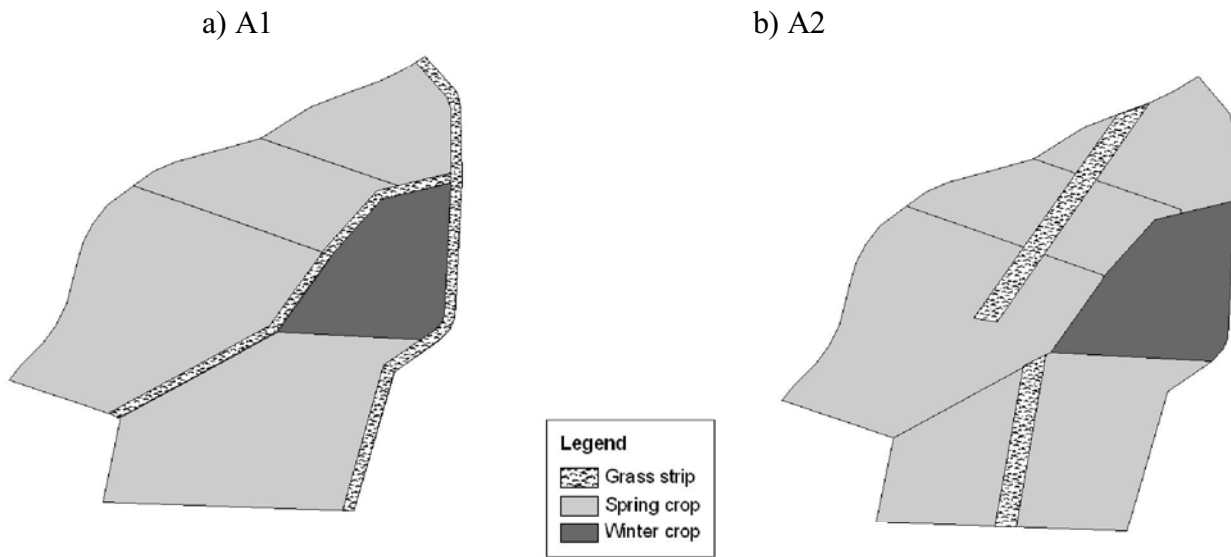 a) A1
b) A2
Legend
Grass strip
Spring crop
Winter crop